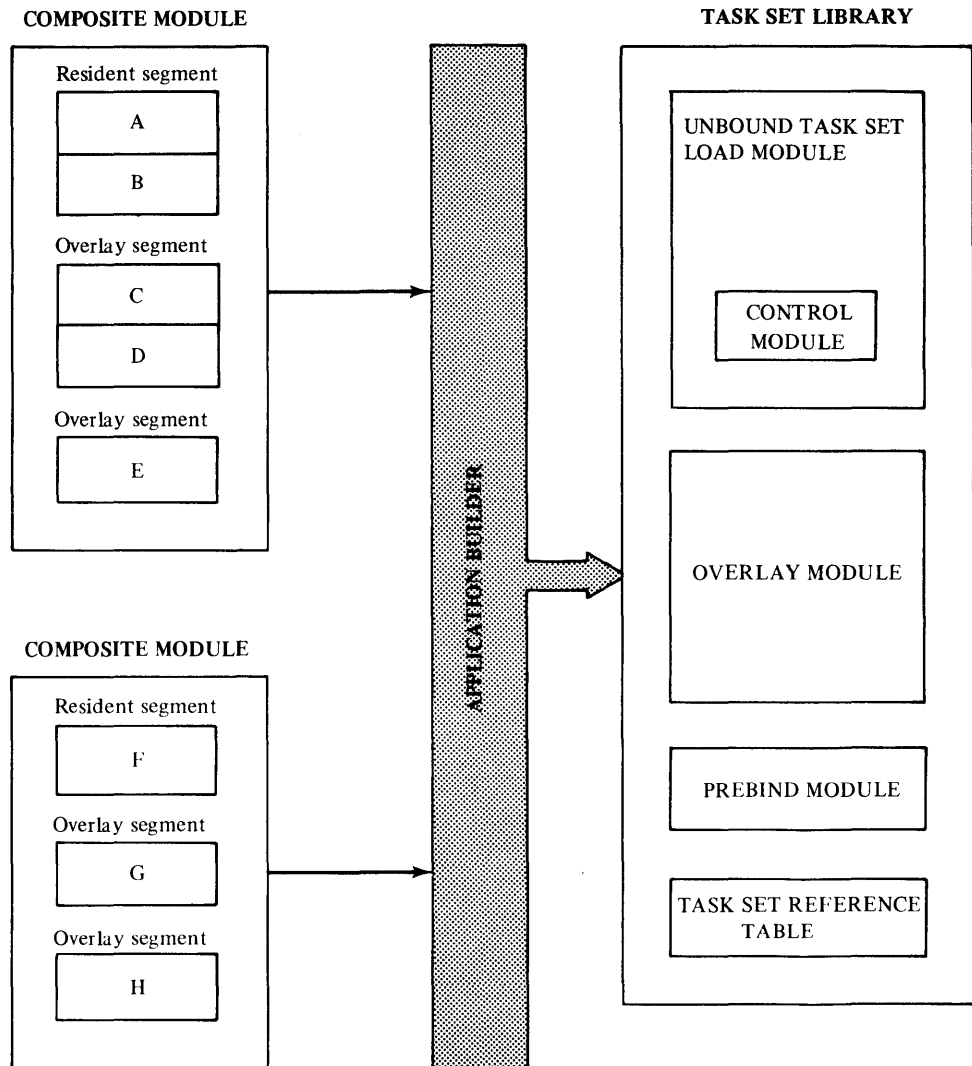 COMPOSITE MODULE
Resident segment
A
B
Overlay segment
C
D
Overlay segment
E
COMPOSITE MODULE
Resident segment
F
Overlay segment
G
Overlay segment
H
APPLICATION BUILDER
TASK SET LIBRARY
UNBOUND TASK SET
LOAD MODULE
CONTROL
MODULE
OVERLAY MODULE
PREBIND MODULE
TASK SET REFERENCE
TABLE